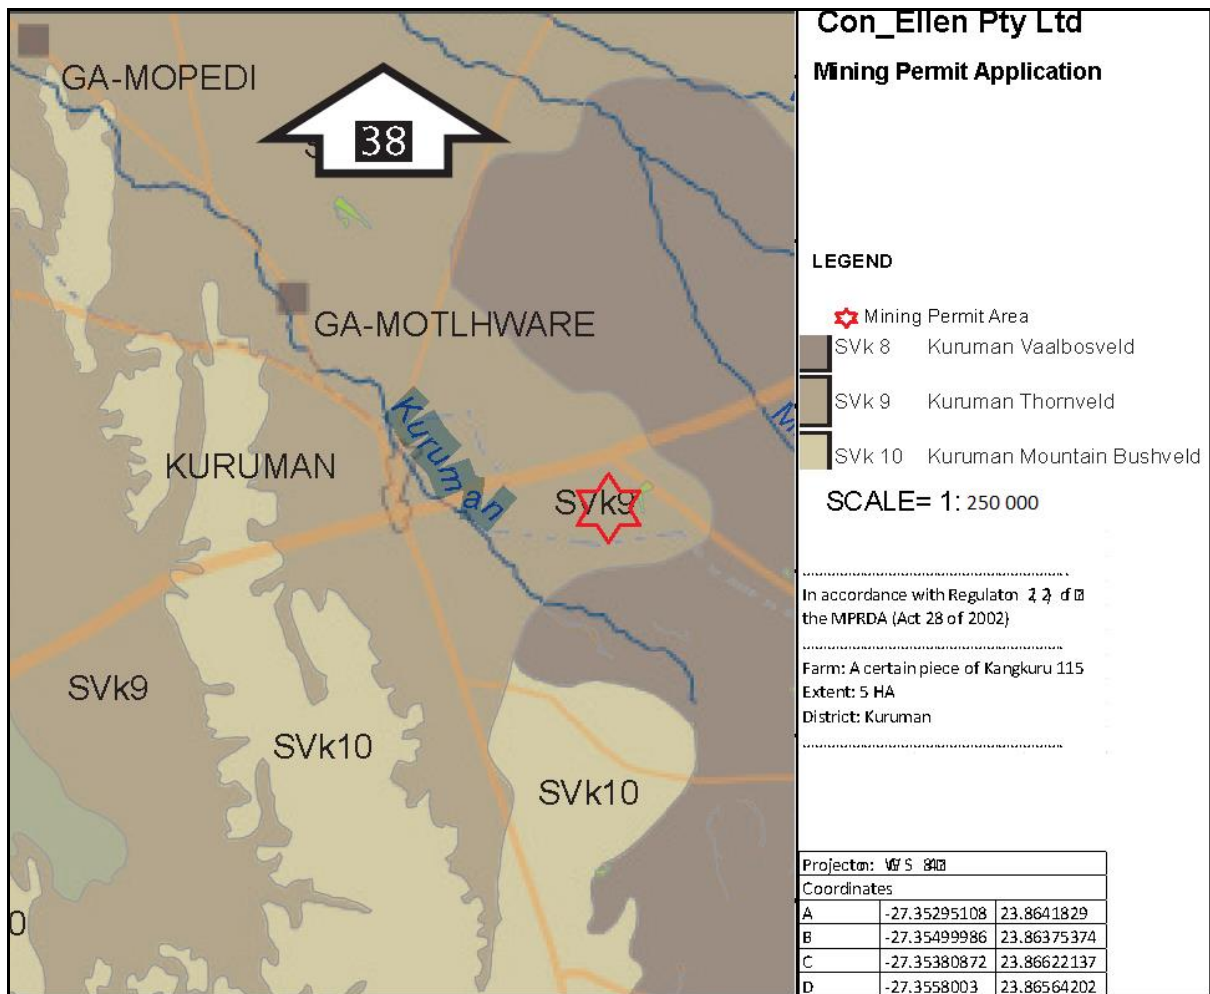 GA-MOPEDI
38
GA-MOTLHWARE
KURUMAN
Kuruman
SVk9
SVk9
SVk10
SVk10
0
Con_Ellen Pty Ltd
Mining Permit Application
LEGEND
Mining Permit Area
SVk 8 Kuruman Vaalbosveld
SVk 9 Kuruman Thornveld
SVk 10 Kuruman Mountain Bushveld
SCALE= 1: 250 000
In accordance with
the MPRDA (Act 28 of 2002)
Farm: A certain piece of Kangkuru 115
Extent: 5 HA
District: Kuruman
Coordinates
A -27.35295108 23.8641829
B -27.35499986 23.86375374
C -27.35380872 23.86622137
D -27.3558003 23.86564202